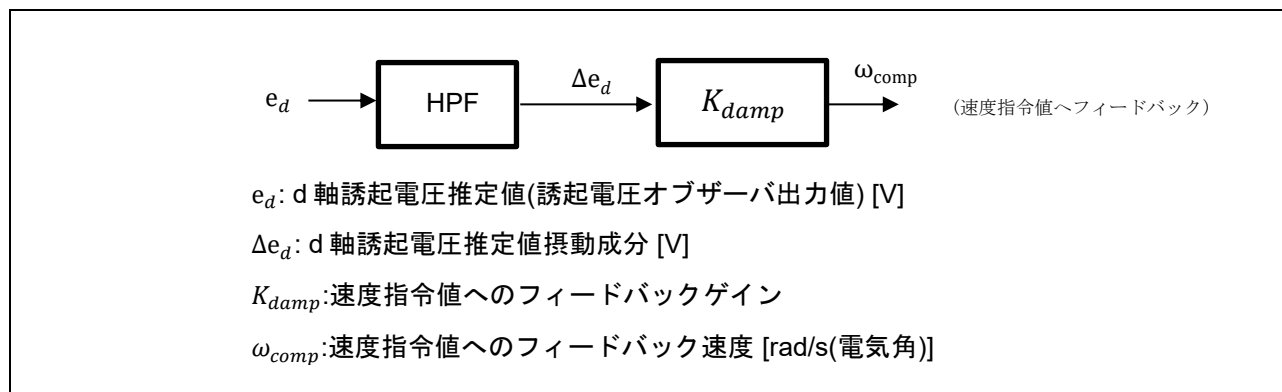 e_d
HPF
Δe_d
K_damp
ω_comp
(速度指令値へフィードバック)
e_d: d 軸誘起電圧推定値(誘起電圧オブザーバ出力値) [V]
Δe_d: d 軸誘起電圧推定値摂動成分 [V]
K_damp:速度指令値へのフィードバックゲイン
ω_comp:速度指令値へのフィードバック速度 [rad/s(電気角)]